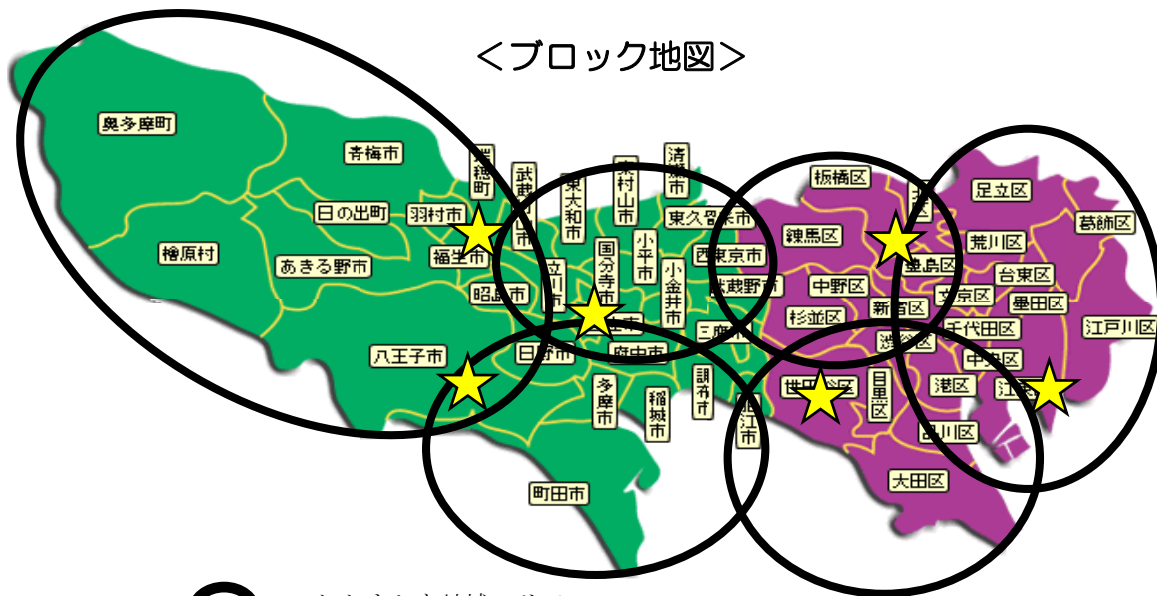 ＜ブロック地図＞
奥多摩町
青梅市
瑞穂町
日の出町
羽村市
檜原村
あきる野市
福生市
昭島市
八王子市
東大和市
東村山市
清瀬市
東久留米市
国分寺市
小平市
立川市
小金井市
西東京市
武蔵野市
三鷹市
日野市
府中市
多摩市
稲城市
調布市
狛江市
町田市
板橋区
練馬区
豊島区
中野区
杉並区
新宿区
渋谷区
足立区
葛飾区
荒川区
台東区
文京区
墨田区
千代田区
江戸川区
中央区
港区
世田谷区
目黒区
品川区
大田区